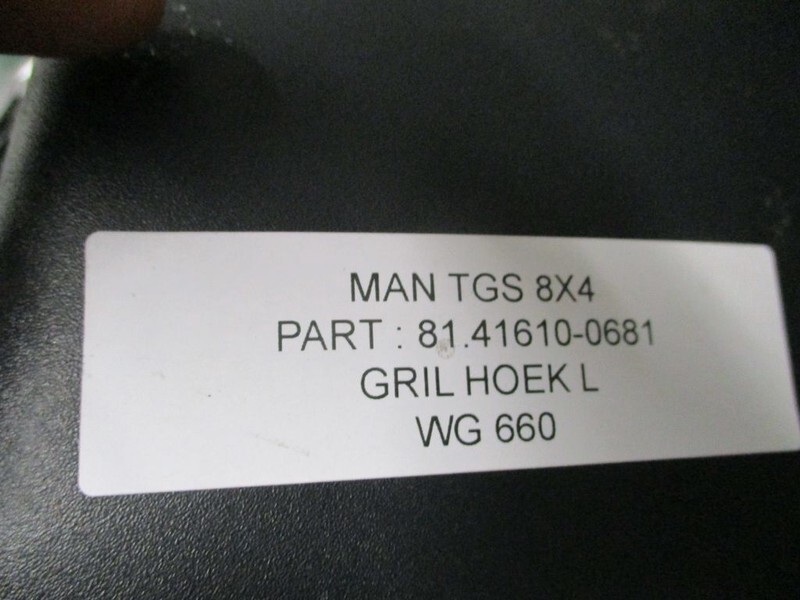 MAN TGS 8X4
PART : 81.41610-0681
GRIL HOEK L
WG 660